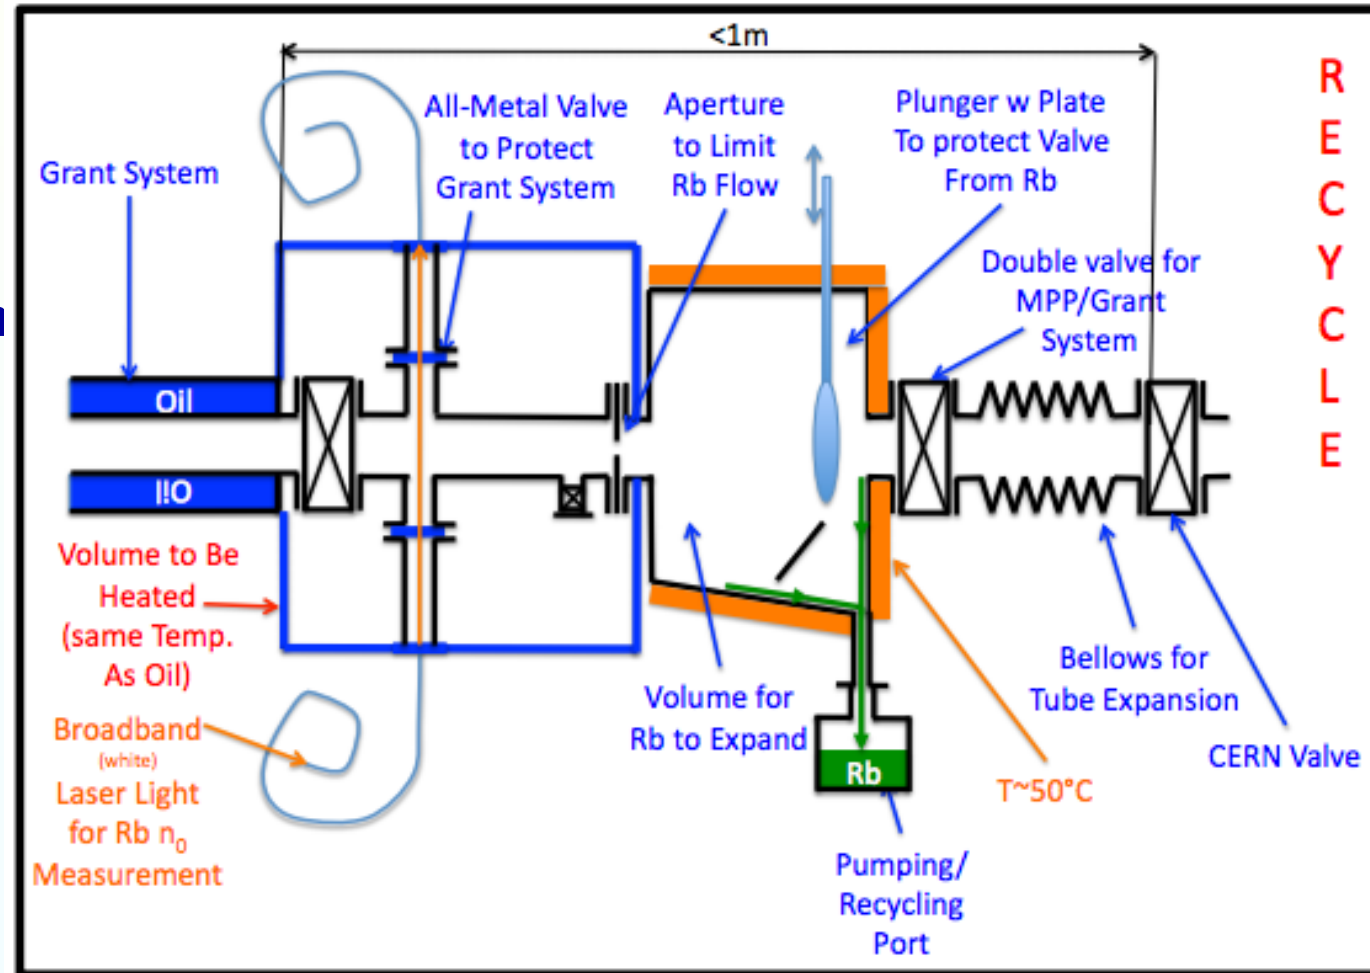 <1m
R
E
C
Y
C
L
E
Grant System
All-Metal Valve
to Protect
Grant System
Aperture
to Limit
Rb Flow
Plunger w Plate
To protect Valve
From Rb
Double valve for
MPP/Grant
System
Oil
Oil
Volume to Be
Heated
(same Temp.
As Oil)
Broadband
(white)
Laser Light
for Rb n₀
Measurement
Volume for
Rb to Expand
Rb
Pumping/
Recycling
Port
T~50°C
Bellows for
Tube Expansion
CERN Valve